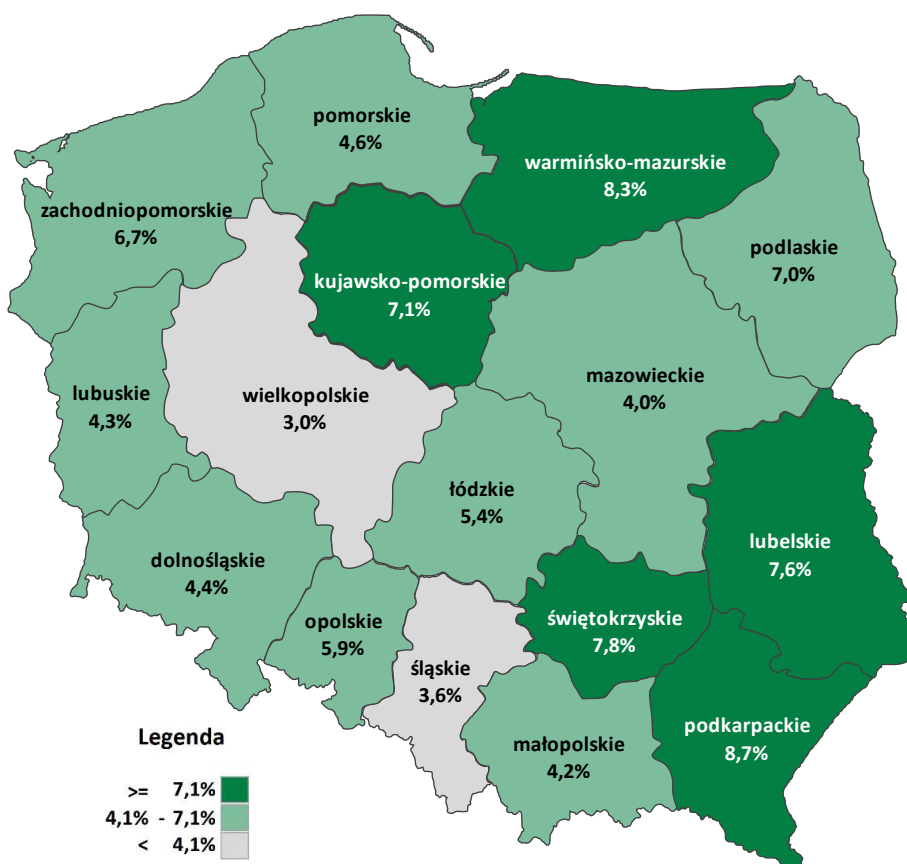 pomorskie
4,6%
warmińsko-mazurskie
8,3%
zachodniopomorskie
6,7%
podlaskie
7,0%
kujawsko-pomorskie
7,1%
mazowieckie
4,0%
lubuskie
4,3%
wielkopolskie
3,0%
łódzkie
5,4%
lubelskie
7,6%
dolnośląskie
4,4%
opolskie
5,9%
świętokrzyskie
7,8%
śląskie
3,6%
podkarpackie
8,7%
małopolskie
4,2%
Legenda
>= 7,1%
4,1% - 7,1%
< 4,1%